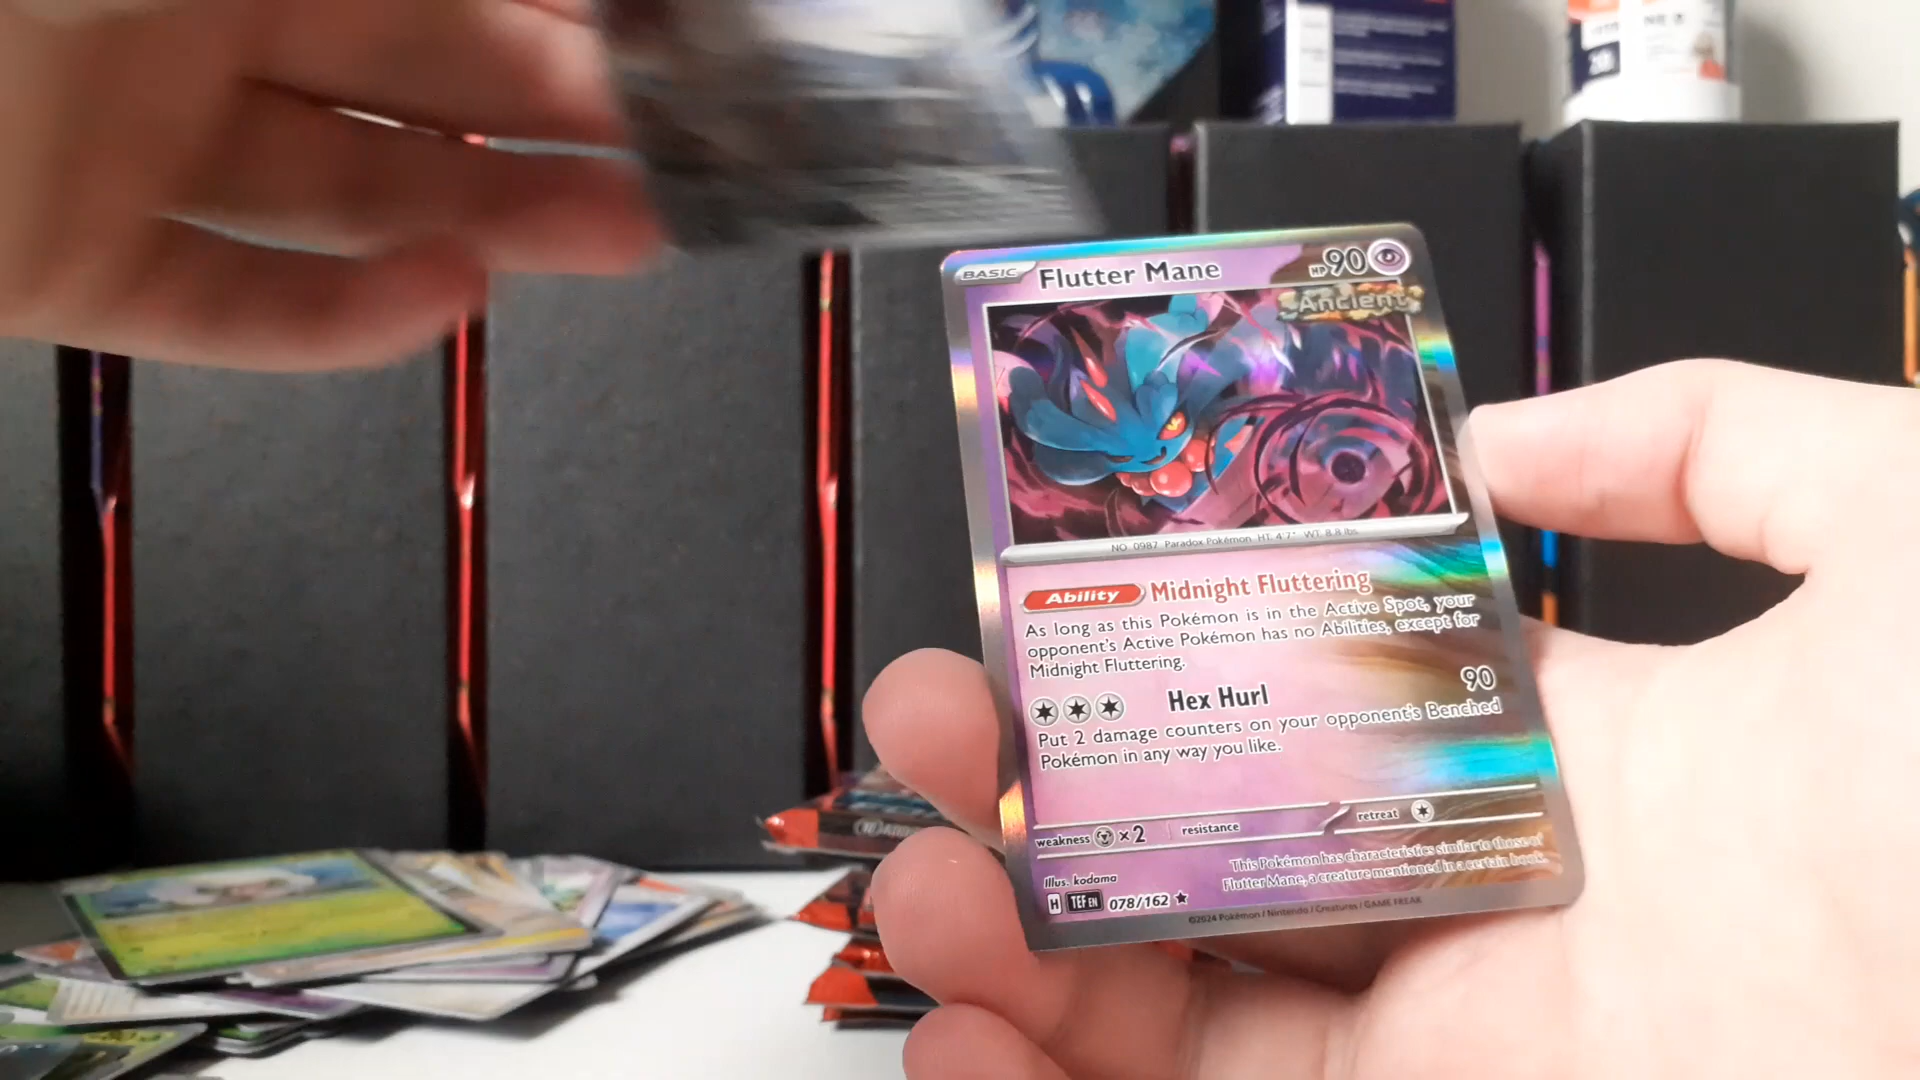 BASIC Flutter Mane HP 90
Ancient
NO. 0987 Paradox Pokémon HT. 4'7" WT. 8.8 lbs.
Ability Midnight Fluttering
As long as this Pokémon is in the Active Spot, your
opponent's Active Pokémon has no Abilities, except for
Midnight Fluttering.
Hex Hurl 90
Put 2 damage counters on your opponent's Benched
Pokémon in any way you like.
weakness ×2 resistance retreat
This Pokémon has characteristics similar to those of
Flutter Mane, a creature mentioned in a certain book.
Illus. kodama
H TEF EN 078/162
©2024 Pokémon / Nintendo / Creatures / GAME FREAK